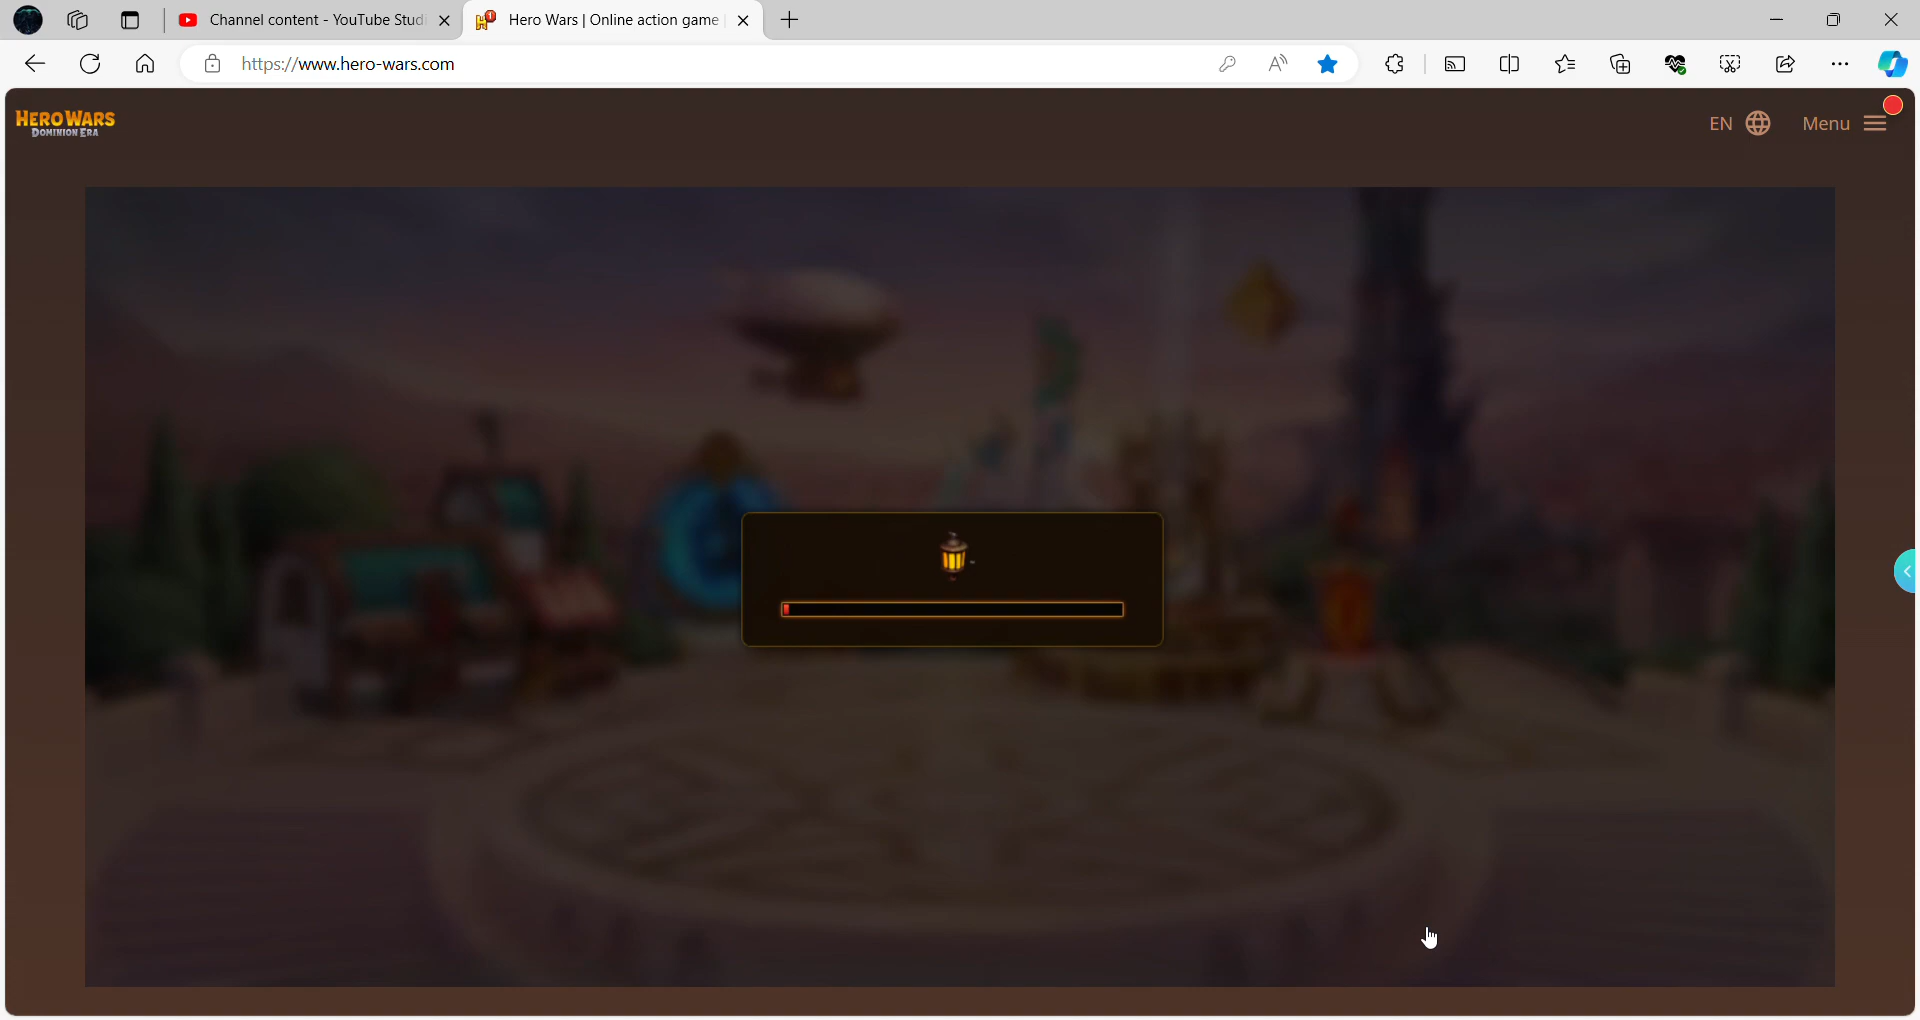 Channel content - YouTube Studi
Hero Wars | Online action game
https://www.hero-wars.com
HERO WARS
DOMINION ERA
EN
Menu